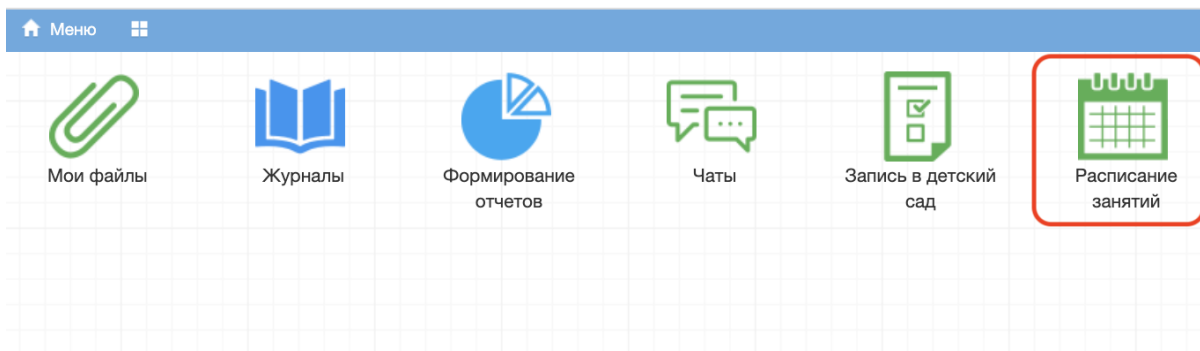 Меню
Мои файлы
Журналы
Формирование
отчетов
Чаты
Запись в детский
сад
Расписание
занятий